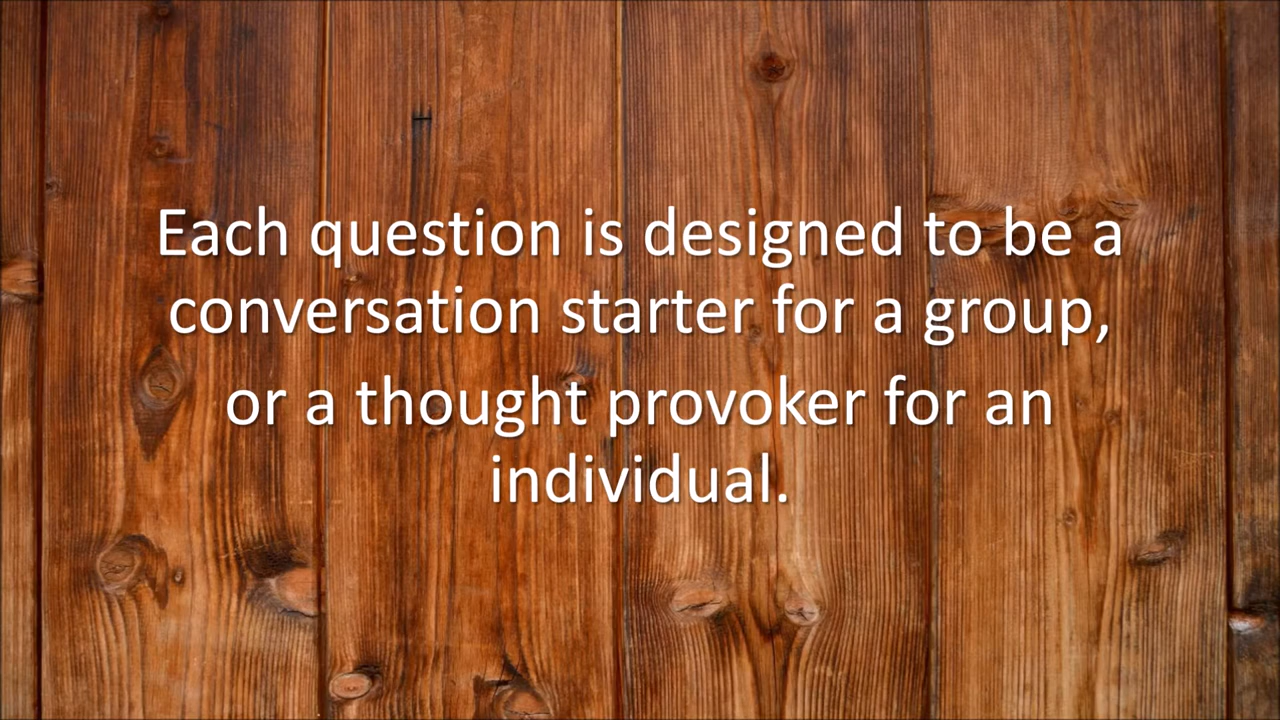 Each question is designed to be a
conversation starter for a group,
or a thought provoker for an
individual.